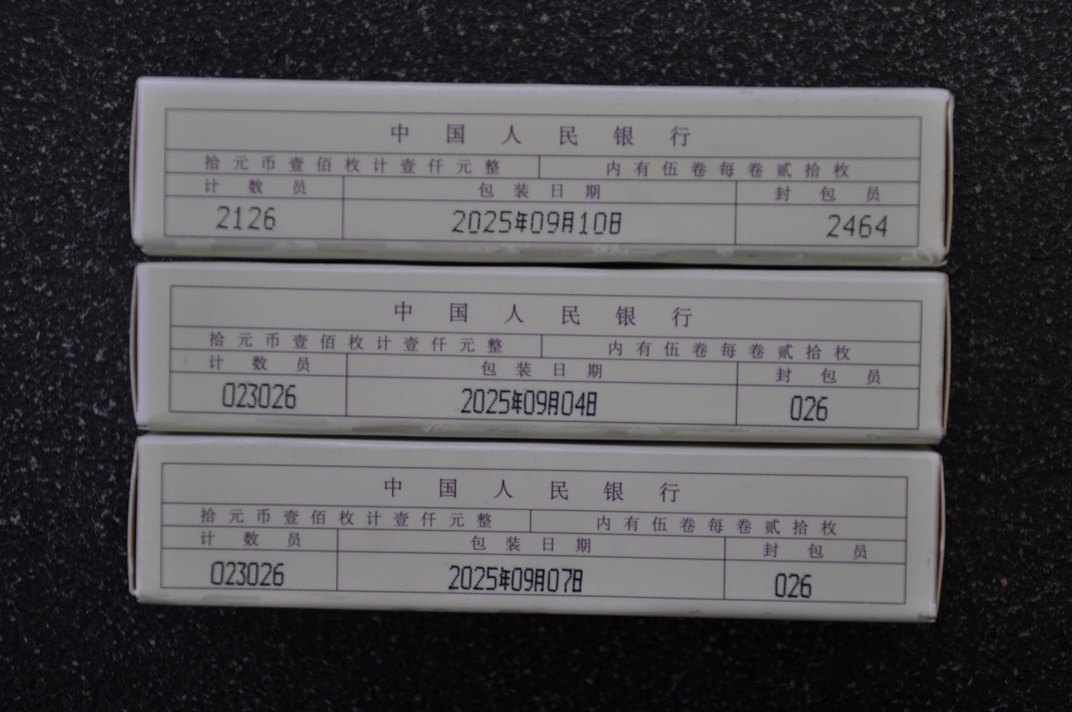 中国人民银行
拾元币壹佰枚计壹仟元整 内有伍卷每卷贰拾枚
计数员 包装日期 封包员
2126 2025年09月10日 2464
中国人民银行
拾元币壹佰枚计壹仟元整 内有伍卷每卷贰拾枚
计数员 包装日期 封包员
023026 2025年09月04日 026
中国人民银行
拾元币壹佰枚计壹仟元整 内有伍卷每卷贰拾枚
计数员 包装日期 封包员
023026 2025年09月07日 026